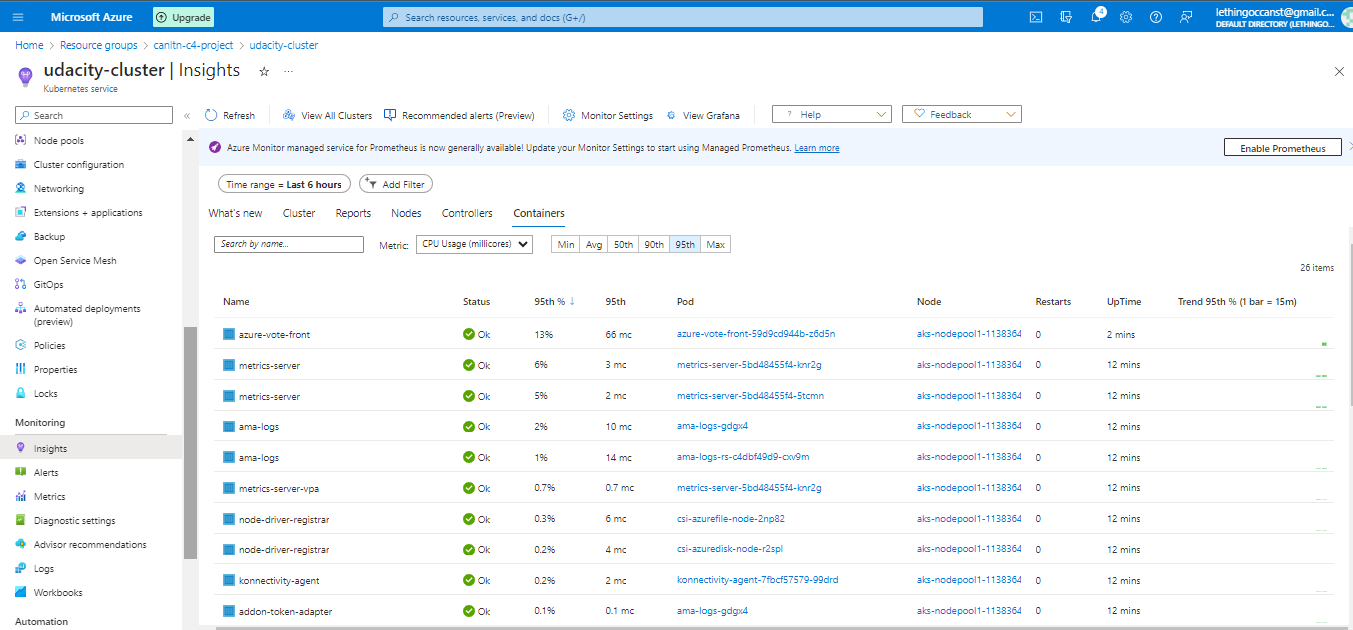 Microsoft Azure
Upgrade
Search resources, services, and docs (G+/)
4
lethingoccanst@gmail.c...
DEFAULT DIRECTORY (LETHINGO...
Home > Resource groups > canitn-c4-project > udacity-cluster
udacity-cluster | Insights
Kubernetes service
Search
Refresh
View All Clusters
Recommended alerts (Preview)
Monitor Settings
View Grafana
? Help
Feedback
Node pools
Cluster configuration
Networking
Extensions + applications
Backup
Open Service Mesh
GitOps
Automated deployments
(preview)
Policies
Properties
Locks
Monitoring
Insights
Alerts
Metrics
Diagnostic settings
Advisor recommendations
Logs
Workbooks
Automation
Azure Monitor managed service for Prometheus is now generally available! Update your Monitor Settings to start using Managed Prometheus. Learn more
Enable Prometheus
Time range = Last 6 hours
Add Filter
What's new Cluster Reports Nodes Controllers Containers
Search by name...
Metric: CPU Usage (millicores)
Min Avg 50th 90th 95th Max
26 items
Name Status 95th % ↓ 95th Pod Node Restarts UpTime Trend 95th % (1 bar = 15m)
azure-vote-front Ok 13% 66 mc azure-vote-front-59d9cd944b-z6d5n aks-nodepool1-1138364 0 2 mins
metrics-server Ok 6% 3 mc metrics-server-5bd48455f4-knr2g aks-nodepool1-1138364 0 12 mins
metrics-server Ok 5% 2 mc metrics-server-5bd48455f4-5tcmn aks-nodepool1-1138364 0 12 mins
ama-logs Ok 2% 10 mc ama-logs-gdgx4 aks-nodepool1-1138364 0 12 mins
ama-logs Ok 1% 14 mc ama-logs-rs-c4dbf49d9-cxv9m aks-nodepool1-1138364 0 12 mins
metrics-server-vpa Ok 0.7% 0.7 mc metrics-server-5bd48455f4-knr2g aks-nodepool1-1138364 0 12 mins
node-driver-registrar Ok 0.3% 6 mc csi-azurefile-node-2np82 aks-nodepool1-1138364 0 12 mins
node-driver-registrar Ok 0.2% 4 mc csi-azuredisk-node-r2spl aks-nodepool1-1138364 0 12 mins
konnectivity-agent Ok 0.2% 2 mc konnectivity-agent-7fbcf57579-99drd aks-nodepool1-1138364 0 12 mins
addon-token-adapter Ok 0.1% 0.1 mc ama-logs-gdgx4 aks-nodepool1-1138364 0 12 mins